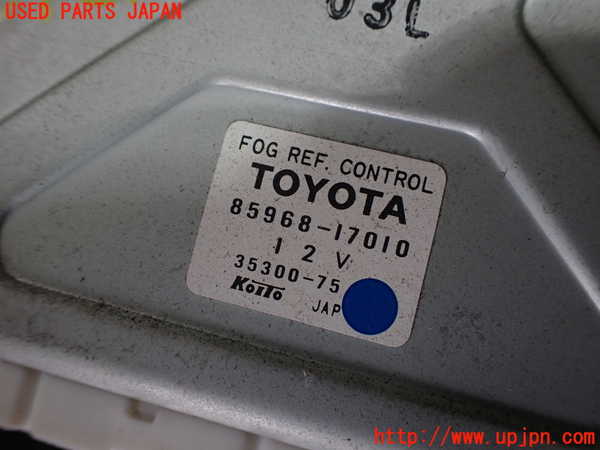 USED PARTS JAPAN
03L
FOG REF. CONTROL
TOYOTA
85968-17010
12V
35300-75
KOITO
JAP
http://www.upjpn.com